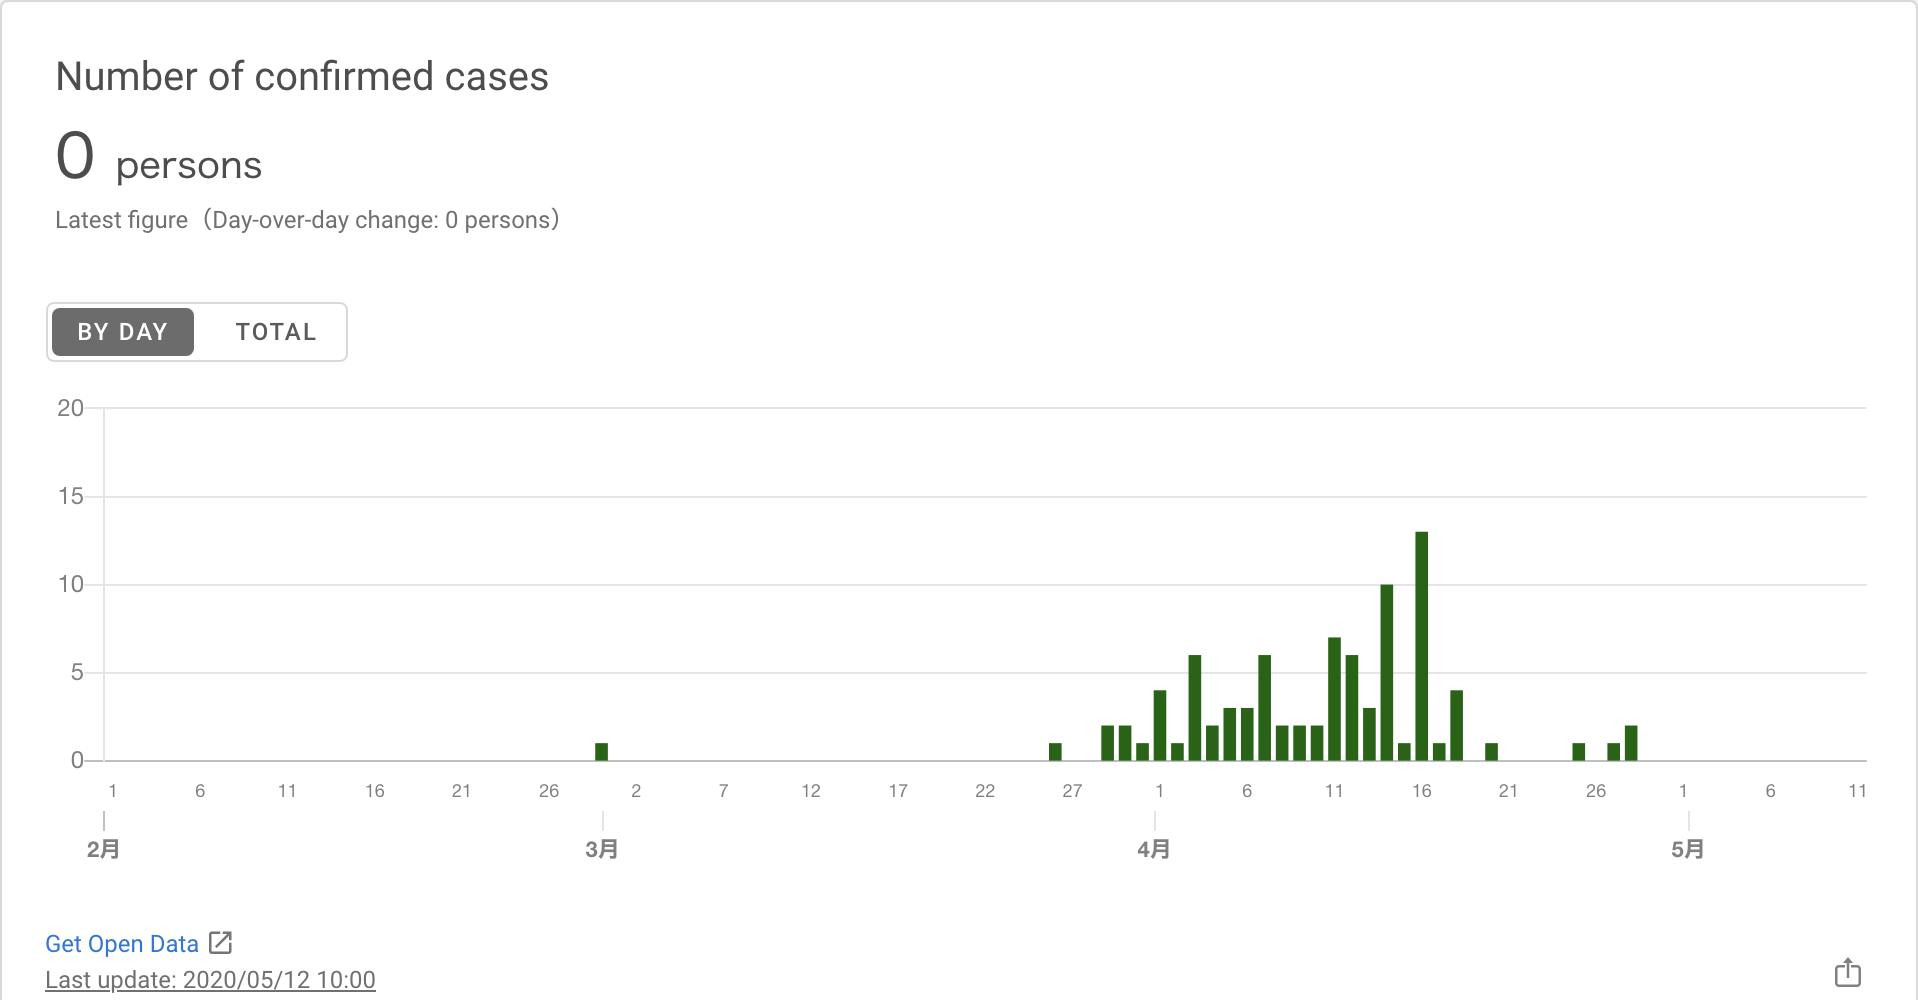 Number of confirmed cases
0 persons
Latest figure（Day-over-day change: 0 persons）
BY DAY TOTAL
20
15
10
5
0
1 6 11 16 21 26 2 7 12 17 22 27 1 6 11 16 21 26 1 6 11
2月 3月 4月 5月
Get Open Data
Last update: 2020/05/12 10:00